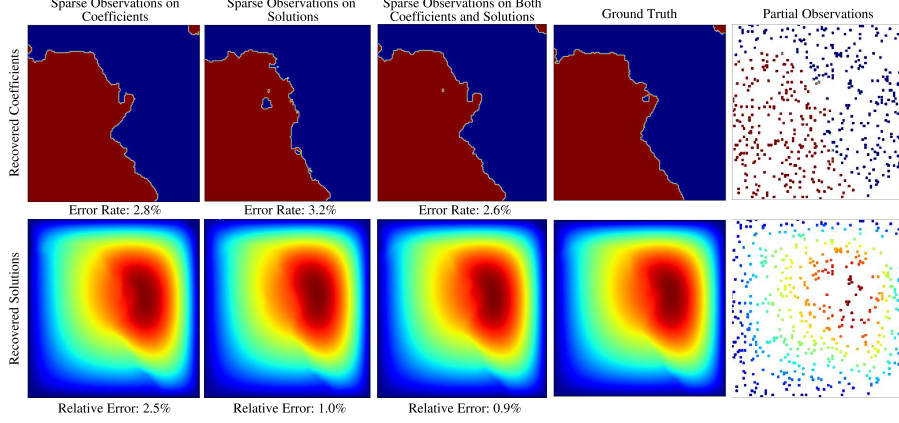 Sparse Observations on
Coefficients
Sparse Observations on
Solutions
Sparse Observations on Both
Coefficients and Solutions
Ground Truth
Partial Observations
Recovered Coefficients
Error Rate: 2.8%
Error Rate: 3.2%
Error Rate: 2.6%
Recovered Solutions
Relative Error: 2.5%
Relative Error: 1.0%
Relative Error: 0.9%